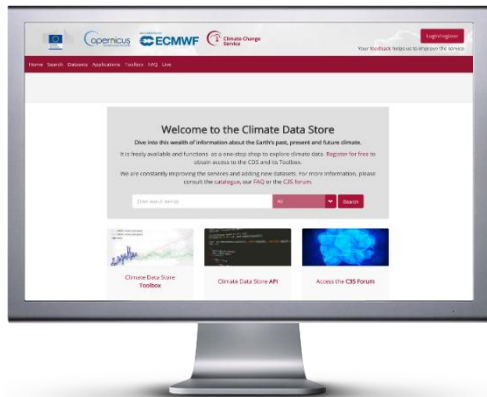 Copernicus
ECMWF
Climate Change
Service
Login/register
Your feedback helps us to improve the service
Home Search Datasets Applications Toolbox FAQ Live
Welcome to the Climate Data Store
Dive into this wealth of information about the Earth's past, present and future climate.
It is freely available and functions as a one-stop shop to explore climate data. Register for free to
obtain access to the CDS and its Toolbox.
We are constantly improving the services and adding new datasets. For more information, please
consult the catalogue, our FAQ or the C3S forum.
All
Search
Climate Data Store
Toolbox
Climate Data Store API
Access the C3S Forum